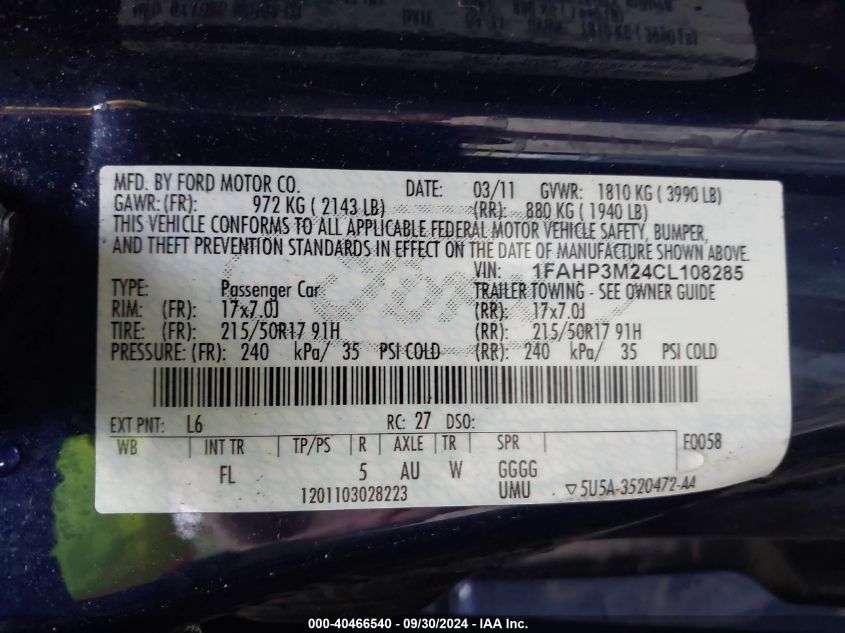 MFD. BY FORD MOTOR CO. DATE: 03/11 GVWR: 1810 KG ( 3990 LB)
GAWR: (FR): 972 KG ( 2143 LB) (RR): 880 KG ( 1940 LB)
THIS VEHICLE CONFORMS TO ALL APPLICABLE FEDERAL MOTOR VEHICLE SAFETY, BUMPER,
AND THEFT PREVENTION STANDARDS IN EFFECT ON THE DATE OF MANUFACTURE SHOWN ABOVE.
VIN: 1FAHP3M24CL108285
TYPE: Passenger Car TRAILER TOWING - SEE OWNER GUIDE
RIM: (FR): 17x7.0J (RR): 17x7.0J
TIRE: (FR): 215/50R17 91H (RR): 215/50R17 91H
PRESSURE: (FR): 240 kPa/ 35 PSI COLD (RR): 240 kPa/ 35 PSI COLD
EXT PNT: L6 RC: 27 DSO:
WB INT TR TP/PS R AXLE TR SPR F0058
FL 5 AU W GGGG
1201103028223 UMU ▽5U5A-3520472-AA
000-40466540 - 09/30/2024 - IAA Inc.